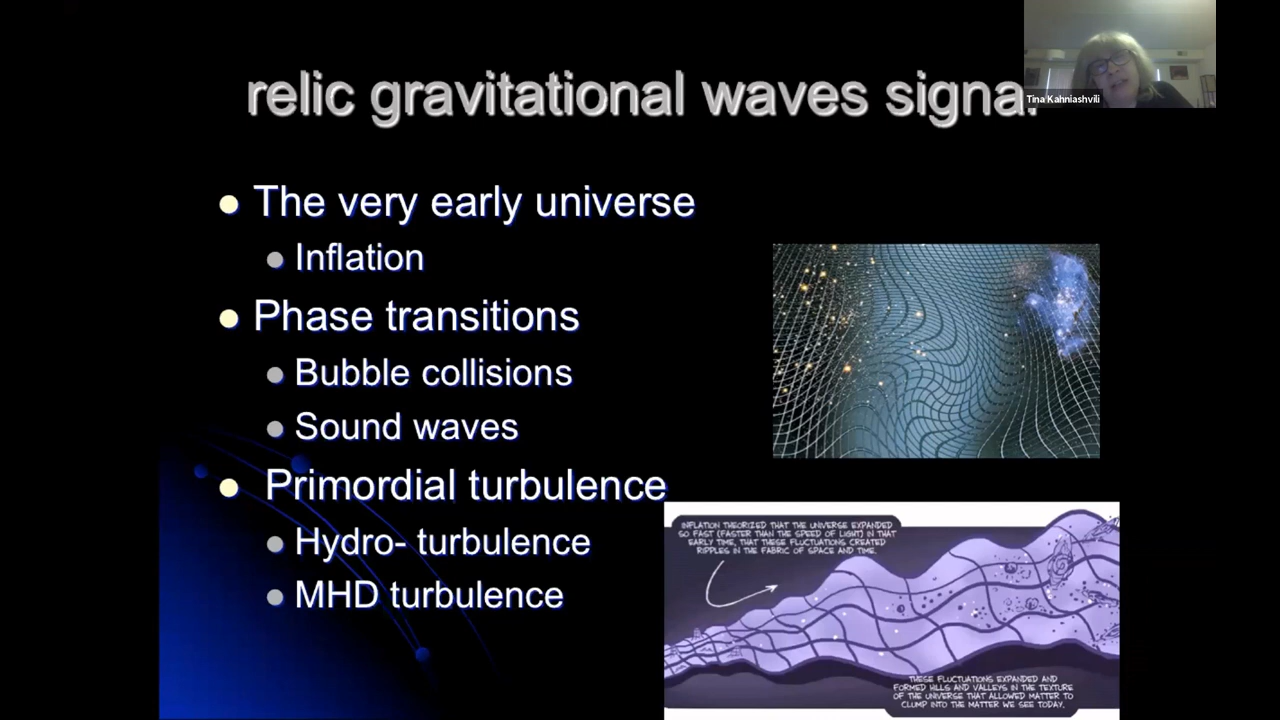 relic gravitational waves signal
Tina Kahniashvili
The very early universe
Inflation
Phase transitions
Bubble collisions
Sound waves
Primordial turbulence
Hydro- turbulence
MHD turbulence
INFLATION THEORIZED THAT THE UNIVERSE EXPANDED
SO FAST (FASTER THAN THE SPEED OF LIGHT) IN THAT
EARLY TIME, THAT THESE FLUCTUATIONS CREATED
RIPPLES IN THE FABRIC OF SPACE AND TIME.
THESE FLUCTUATIONS EXPANDED AND
FORMED HILLS AND VALLEYS IN THE TEXTURE
OF THE UNIVERSE THAT ALLOWED MATTER TO
CLUMP INTO THE MATTER WE SEE TODAY.